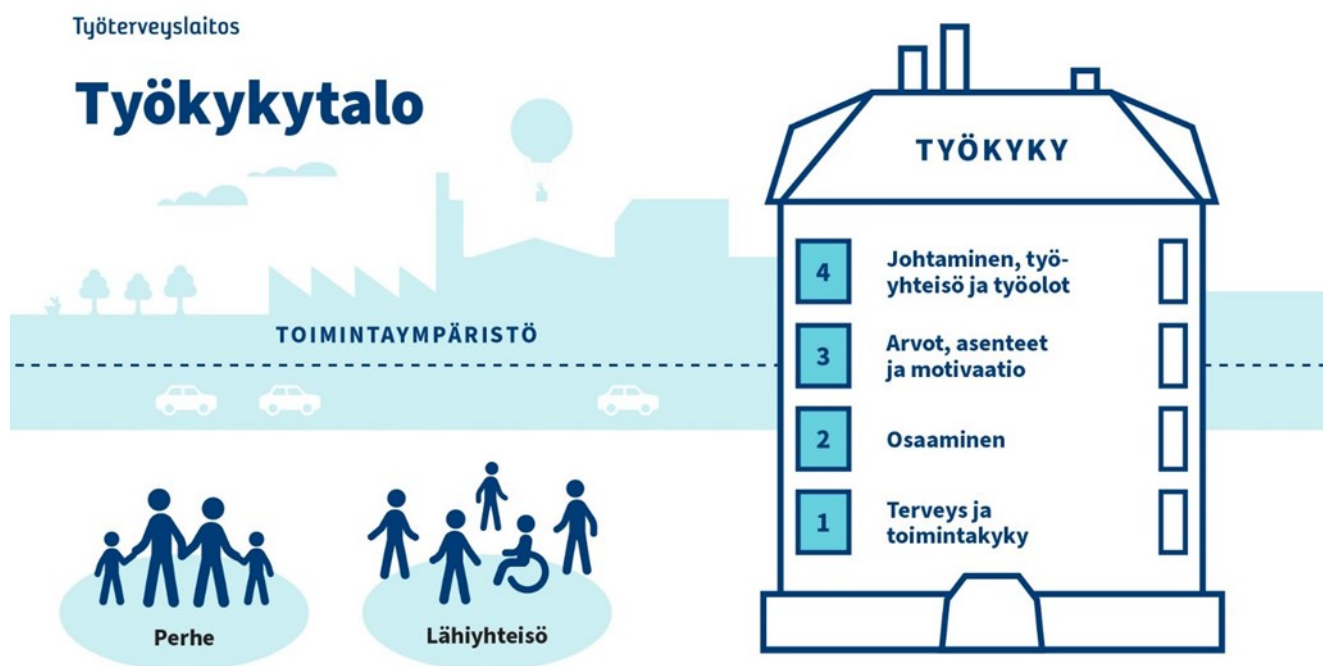 Työterveyslaitos
Työkykytalo
TYÖKYKY
4
Johtaminen, työ-
yhteisö ja työolot
3
Arvot, asenteet
ja motivaatio
2
Osaaminen
1
Terveys ja
toimintakyky
TOIMINTAYMPÄRISTÖ
Perhe
Lähiyhteisö